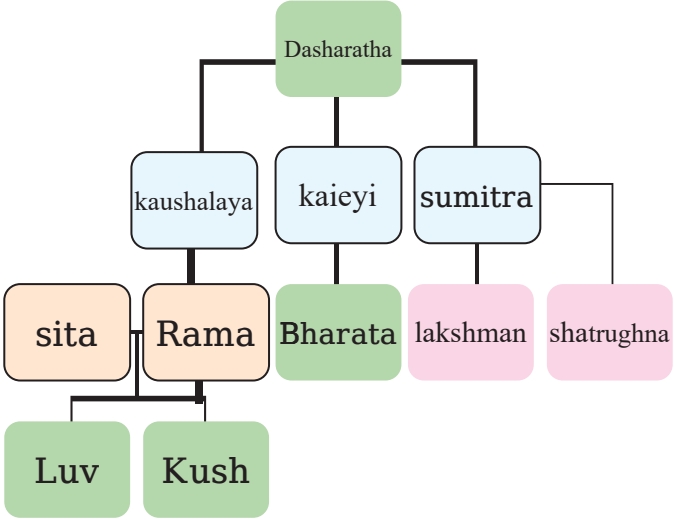 Dasharatha
kaushalaya
kaieyi
sumitra
sita
Rama
Bharata
lakshman
shatrughna
Luv
Kush